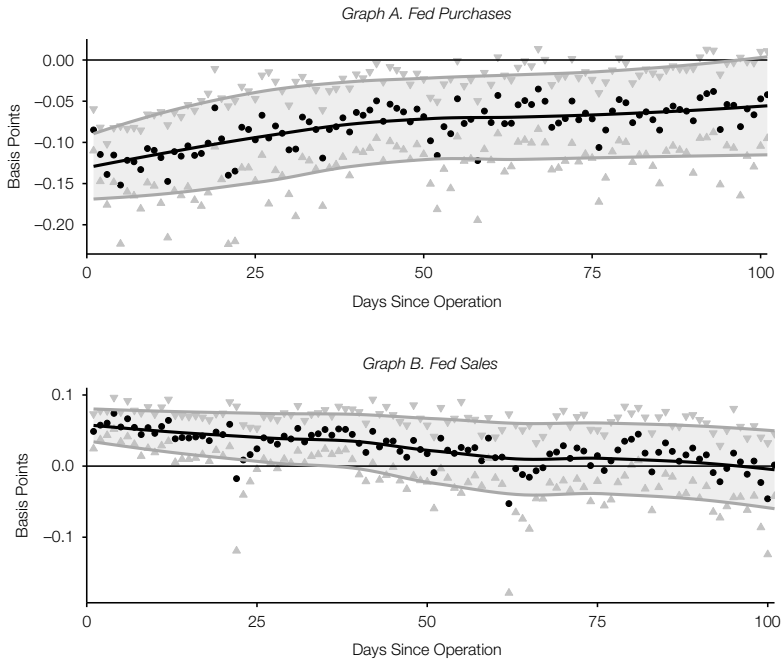 Graph A. Fed Purchases
0.00
–0.05
–0.10
–0.15
–0.20
Basis Points
0 25 50 75 100
Days Since Operation
Graph B. Fed Sales
0.1
0.0
–0.1
Basis Points
0 25 50 75 100
Days Since Operation